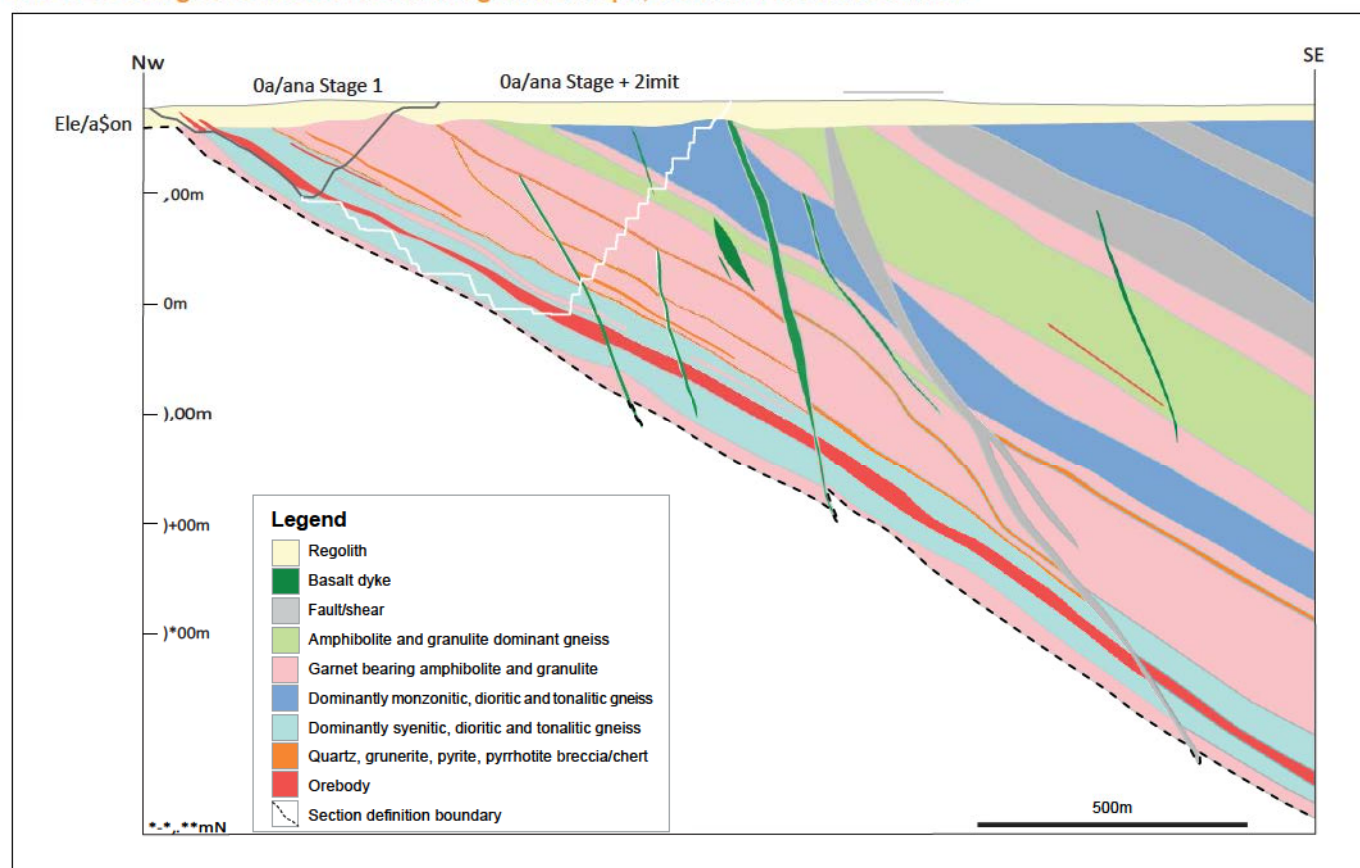 Nw
SE
0a/ana Stage 1
0a/ana Stage + 2imit
Ele/a$on
,00m
0m
),00m
)+00m
)*00m
*-*,.**mN
Legend
Regolith
Basalt dyke
Fault/shear
Amphibolite and granulite dominant gneiss
Garnet bearing amphibolite and granulite
Dominantly monzonitic, dioritic and tonalitic gneiss
Dominantly syenitic, dioritic and tonalitic gneiss
Quartz, grunerite, pyrite, pyrrhotite breccia/chert
Orebody
Section definition boundary
500m